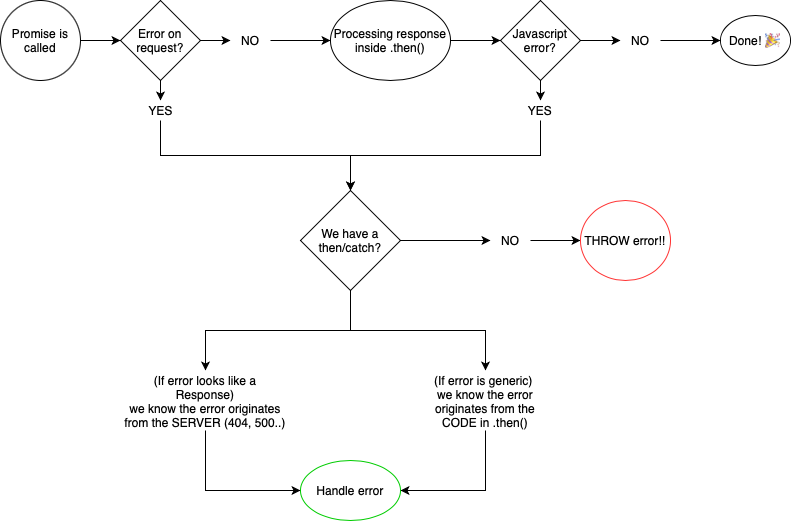 Promise is
called
Error on
request?
NO
Processing response
inside .then()
Javascript
error?
NO
Done! 🎉
YES
YES
We have a
then/catch?
NO
THROW error!!
(If error looks like a
Response)
we know the error originates
from the SERVER (404, 500..)
(If error is generic)
we know the error
originates from the
CODE in .then()
Handle error